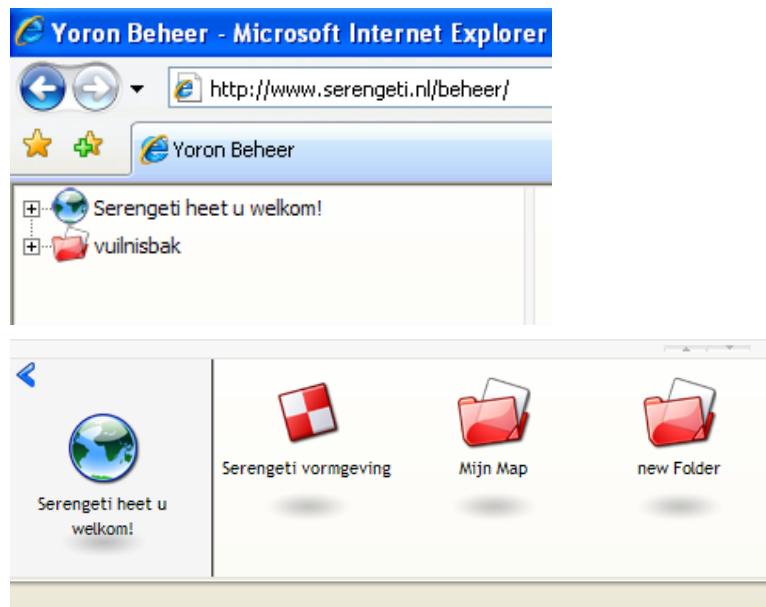 Yoron Beheer - Microsoft Internet Explorer
http://www.serengeti.nl/beheer/
Yoron Beheer
Serengeti heet u welkom!
vuilnisbak
Serengeti heet u
welkom!
Serengeti vormgeving
Mijn Map
new Folder